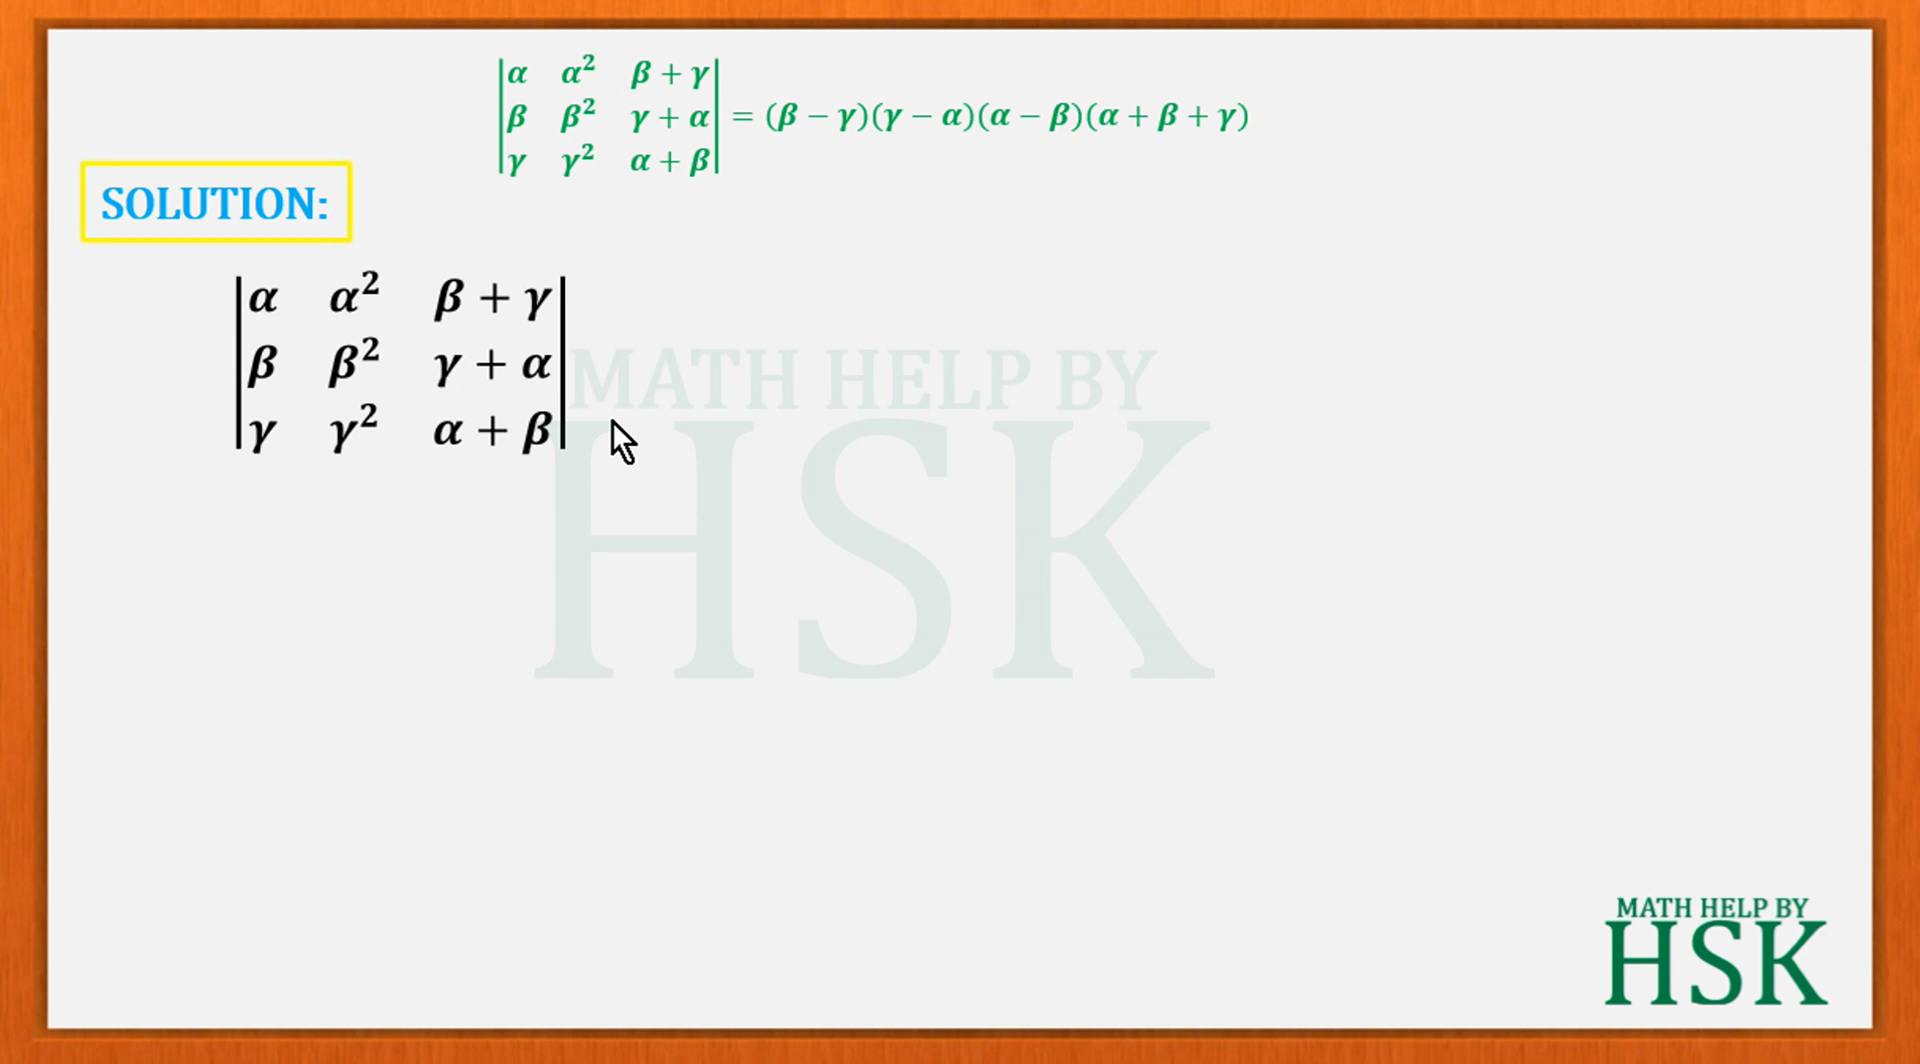 |α α² β + γ|
|β β² γ + α| = (β − γ)(γ − α)(α − β)(α + β + γ)
|γ γ² α + β|
SOLUTION:
|α α² β + γ|
|β β² γ + α|
|γ γ² α + β|
MATH HELP BY
HSK
MATH HELP BY
HSK